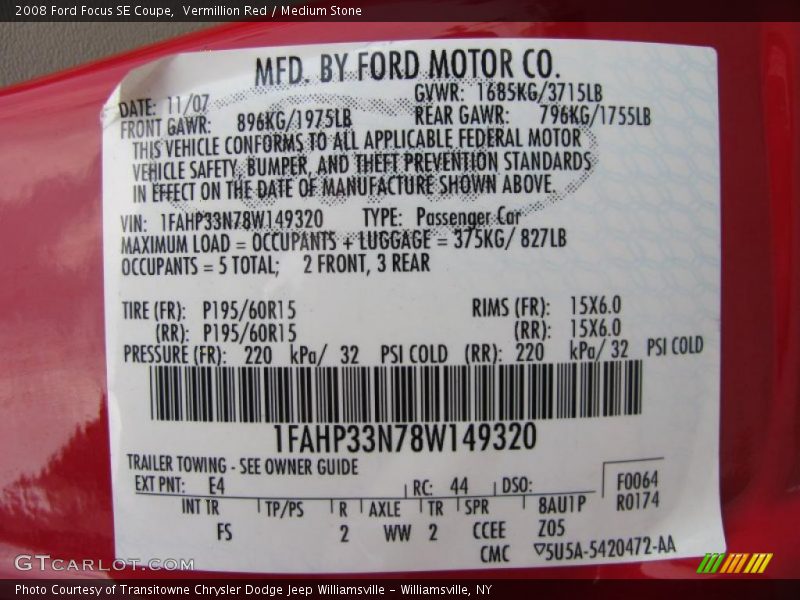 2008 Ford Focus SE Coupe,  Vermillion Red / Medium Stone
MFD. BY FORD MOTOR CO.
DATE: 11/07
GVWR: 1685KG/3715LB
FRONT GAWR: 896KG/1975LB
REAR GAWR: 796KG/1755LB
THIS VEHICLE CONFORMS TO ALL APPLICABLE FEDERAL MOTOR
VEHICLE SAFETY, BUMPER, AND THEFT PREVENTION STANDARDS
IN EFFECT ON THE DATE OF MANUFACTURE SHOWN ABOVE.
VIN: 1FAHP33N78W149320 TYPE: Passenger Car
MAXIMUM LOAD = OCCUPANTS + LUGGAGE = 375KG/ 827LB
OCCUPANTS = 5 TOTAL; 2 FRONT, 3 REAR
TIRE (FR): P195/60R15 RIMS (FR): 15X6.0
(RR): P195/60R15 (RR): 15X6.0
PRESSURE (FR): 220 kPa/ 32 PSI COLD (RR): 220 kPa/ 32 PSI COLD
1FAHP33N78W149320
TRAILER TOWING - SEE OWNER GUIDE
EXT PNT: E4 RC: 44 DSO: F0064
INT TR TP/PS R AXLE TR SPR 8AU1P R0174
FS 2 WW 2 CCEE Z05
CMC ▽5U5A-5420472-AA
GTCARLOT.COM
Photo Courtesy of Transitowne Chrysler Dodge Jeep Williamsville - Williamsville, NY